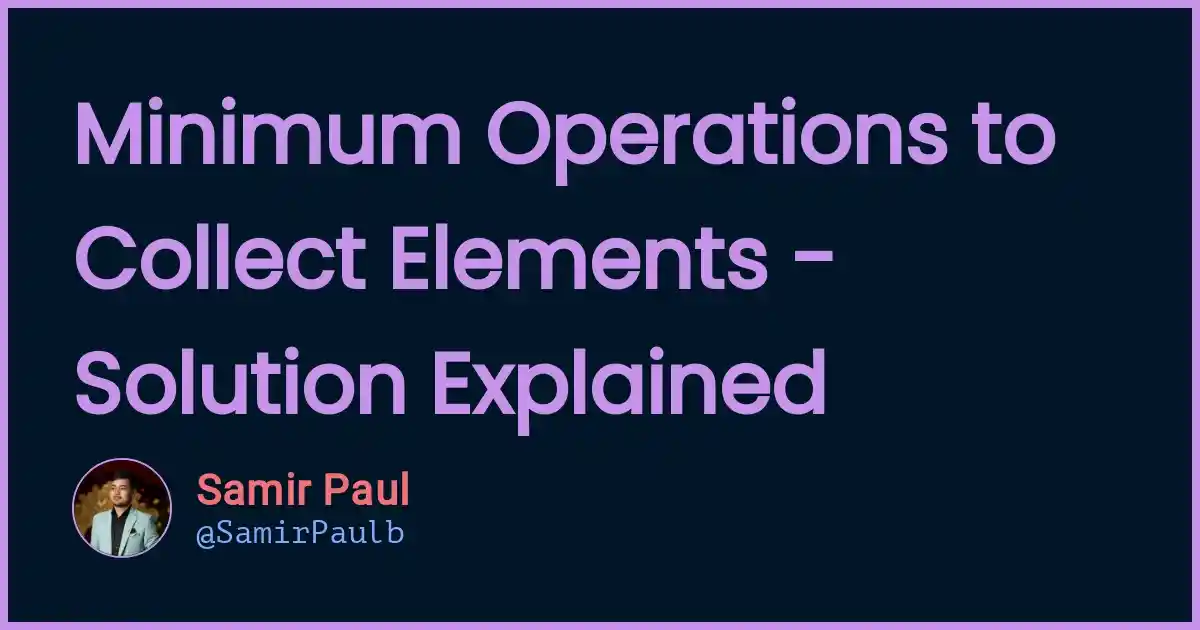 Minimum Operations to
Collect Elements -
Solution Explained
Samir Paul
@SamirPaulb